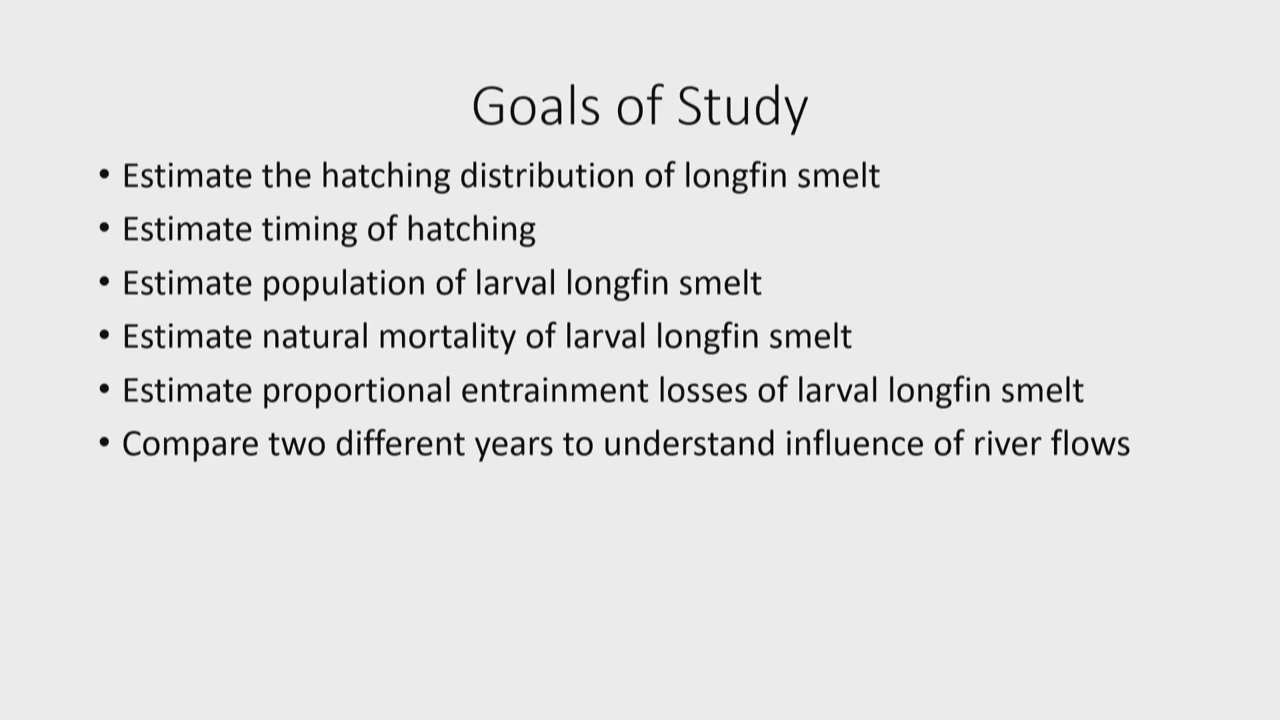 Goals of Study
• Estimate the hatching distribution of longfin smelt
• Estimate timing of hatching
• Estimate population of larval longfin smelt
• Estimate natural mortality of larval longfin smelt
• Estimate proportional entrainment losses of larval longfin smelt
• Compare two different years to understand influence of river flows